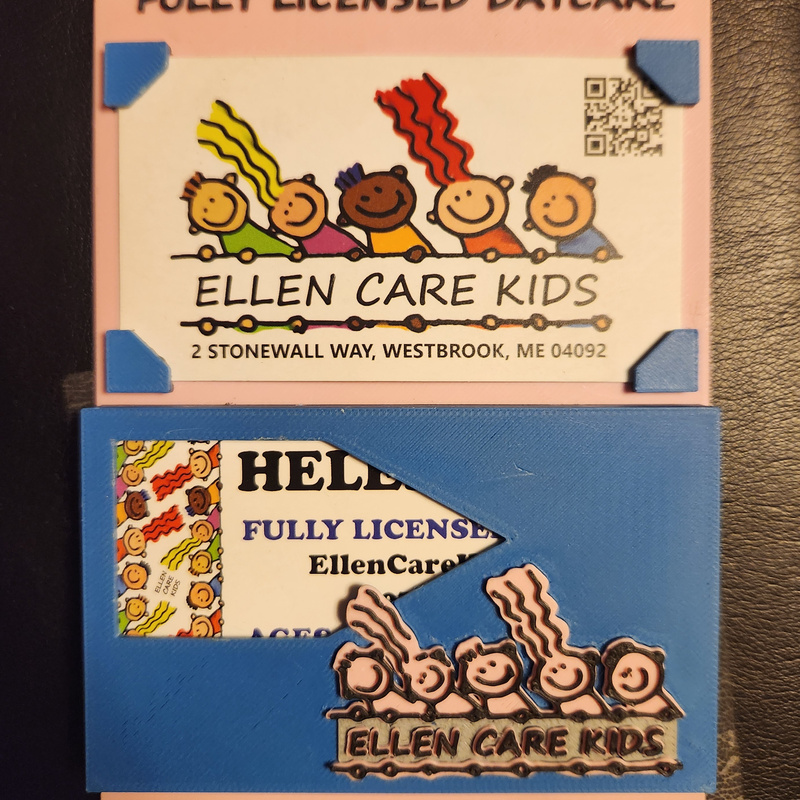 FULLY LICENSED DAYCARE
ELLEN CARE KIDS
2 STONEWALL WAY, WESTBROOK, ME 04092
ELLEN
CARE
KIDS
FULLY
AGES
ELLEN CARE KIDS